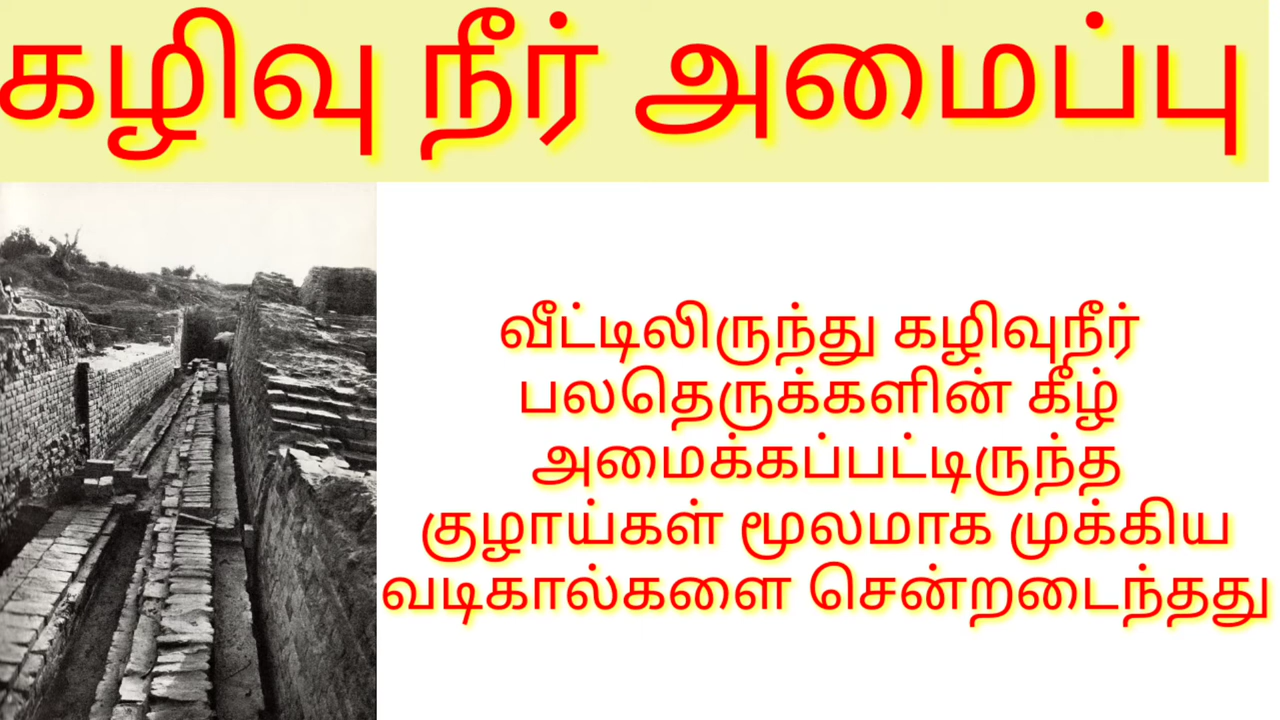 கழிவு நீர் அமைப்பு
வீட்டிலிருந்து கழிவுநீர்
பலதெருக்களின் கீழ்
அமைக்கப்பட்டிருந்த
குழாய்கள் மூலமாக முக்கிய
வடிகால்களை சென்றடைந்தது